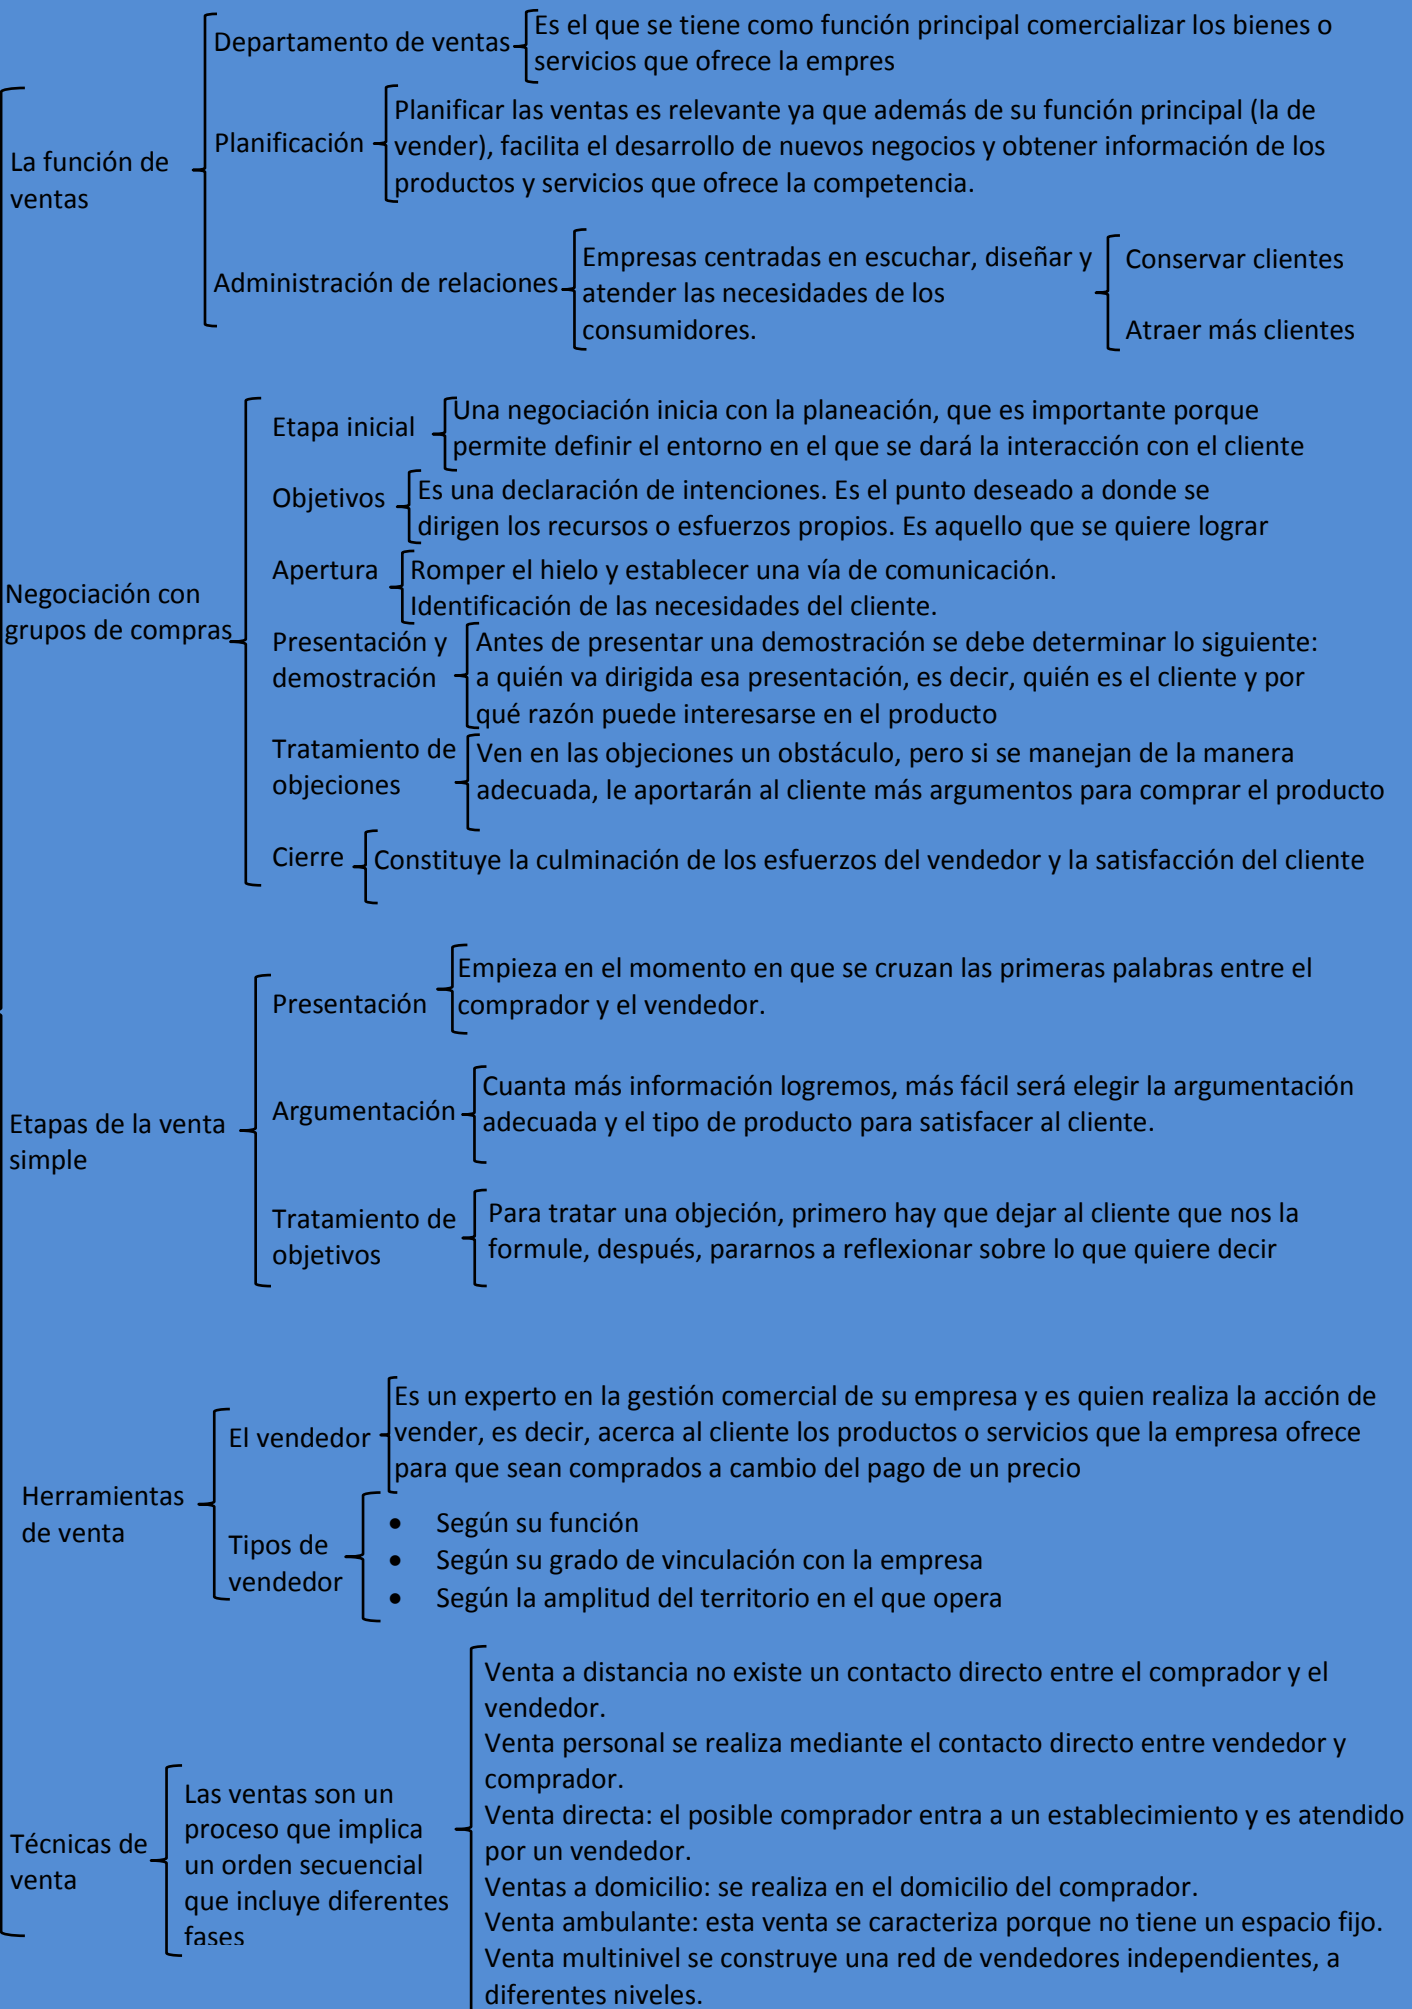 La función de
ventas
Departamento de ventas
Es el que se tiene como función principal comercializar los bienes o
servicios que ofrece la empres
Planificación
Planificar las ventas es relevante ya que además de su función principal (la de
vender), facilita el desarrollo de nuevos negocios y obtener información de los
productos y servicios que ofrece la competencia.
Administración de relaciones
Empresas centradas en escuchar, diseñar y
atender las necesidades de los
consumidores.
Conservar clientes
Atraer más clientes
Negociación con
grupos de compras
Etapa inicial
Una negociación inicia con la planeación, que es importante porque
permite definir el entorno en el que se dará la interacción con el cliente
Objetivos
Es una declaración de intenciones. Es el punto deseado a donde se
dirigen los recursos o esfuerzos propios. Es aquello que se quiere lograr
Apertura
Romper el hielo y establecer una vía de comunicación.
Identificación de las necesidades del cliente.
Presentación y
demostración
Antes de presentar una demostración se debe determinar lo siguiente:
a quién va dirigida esa presentación, es decir, quién es el cliente y por
qué razón puede interesarse en el producto
Tratamiento de
objeciones
Ven en las objeciones un obstáculo, pero si se manejan de la manera
adecuada, le aportarán al cliente más argumentos para comprar el producto
Cierre
Constituye la culminación de los esfuerzos del vendedor y la satisfacción del cliente
Etapas de la venta
simple
Presentación
Empieza en el momento en que se cruzan las primeras palabras entre el
comprador y el vendedor.
Argumentación
Cuanta más información logremos, más fácil será elegir la argumentación
adecuada y el tipo de producto para satisfacer al cliente.
Tratamiento de
objetivos
Para tratar una objeción, primero hay que dejar al cliente que nos la
formule, después, pararnos a reflexionar sobre lo que quiere decir
Herramientas
de venta
El vendedor
Es un experto en la gestión comercial de su empresa y es quien realiza la acción de
vender, es decir, acerca al cliente los productos o servicios que la empresa ofrece
para que sean comprados a cambio del pago de un precio
Tipos de
vendedor
• Según su función
• Según su grado de vinculación con la empresa
• Según la amplitud del territorio en el que opera
Técnicas de
venta
Las ventas son un
proceso que implica
un orden secuencial
que incluye diferentes
fases
Venta a distancia no existe un contacto directo entre el comprador y el
vendedor.
Venta personal se realiza mediante el contacto directo entre vendedor y
comprador.
Venta directa: el posible comprador entra a un establecimiento y es atendido
por un vendedor.
Ventas a domicilio: se realiza en el domicilio del comprador.
Venta ambulante: esta venta se caracteriza porque no tiene un espacio fijo.
Venta multinivel se construye una red de vendedores independientes, a
diferentes niveles.